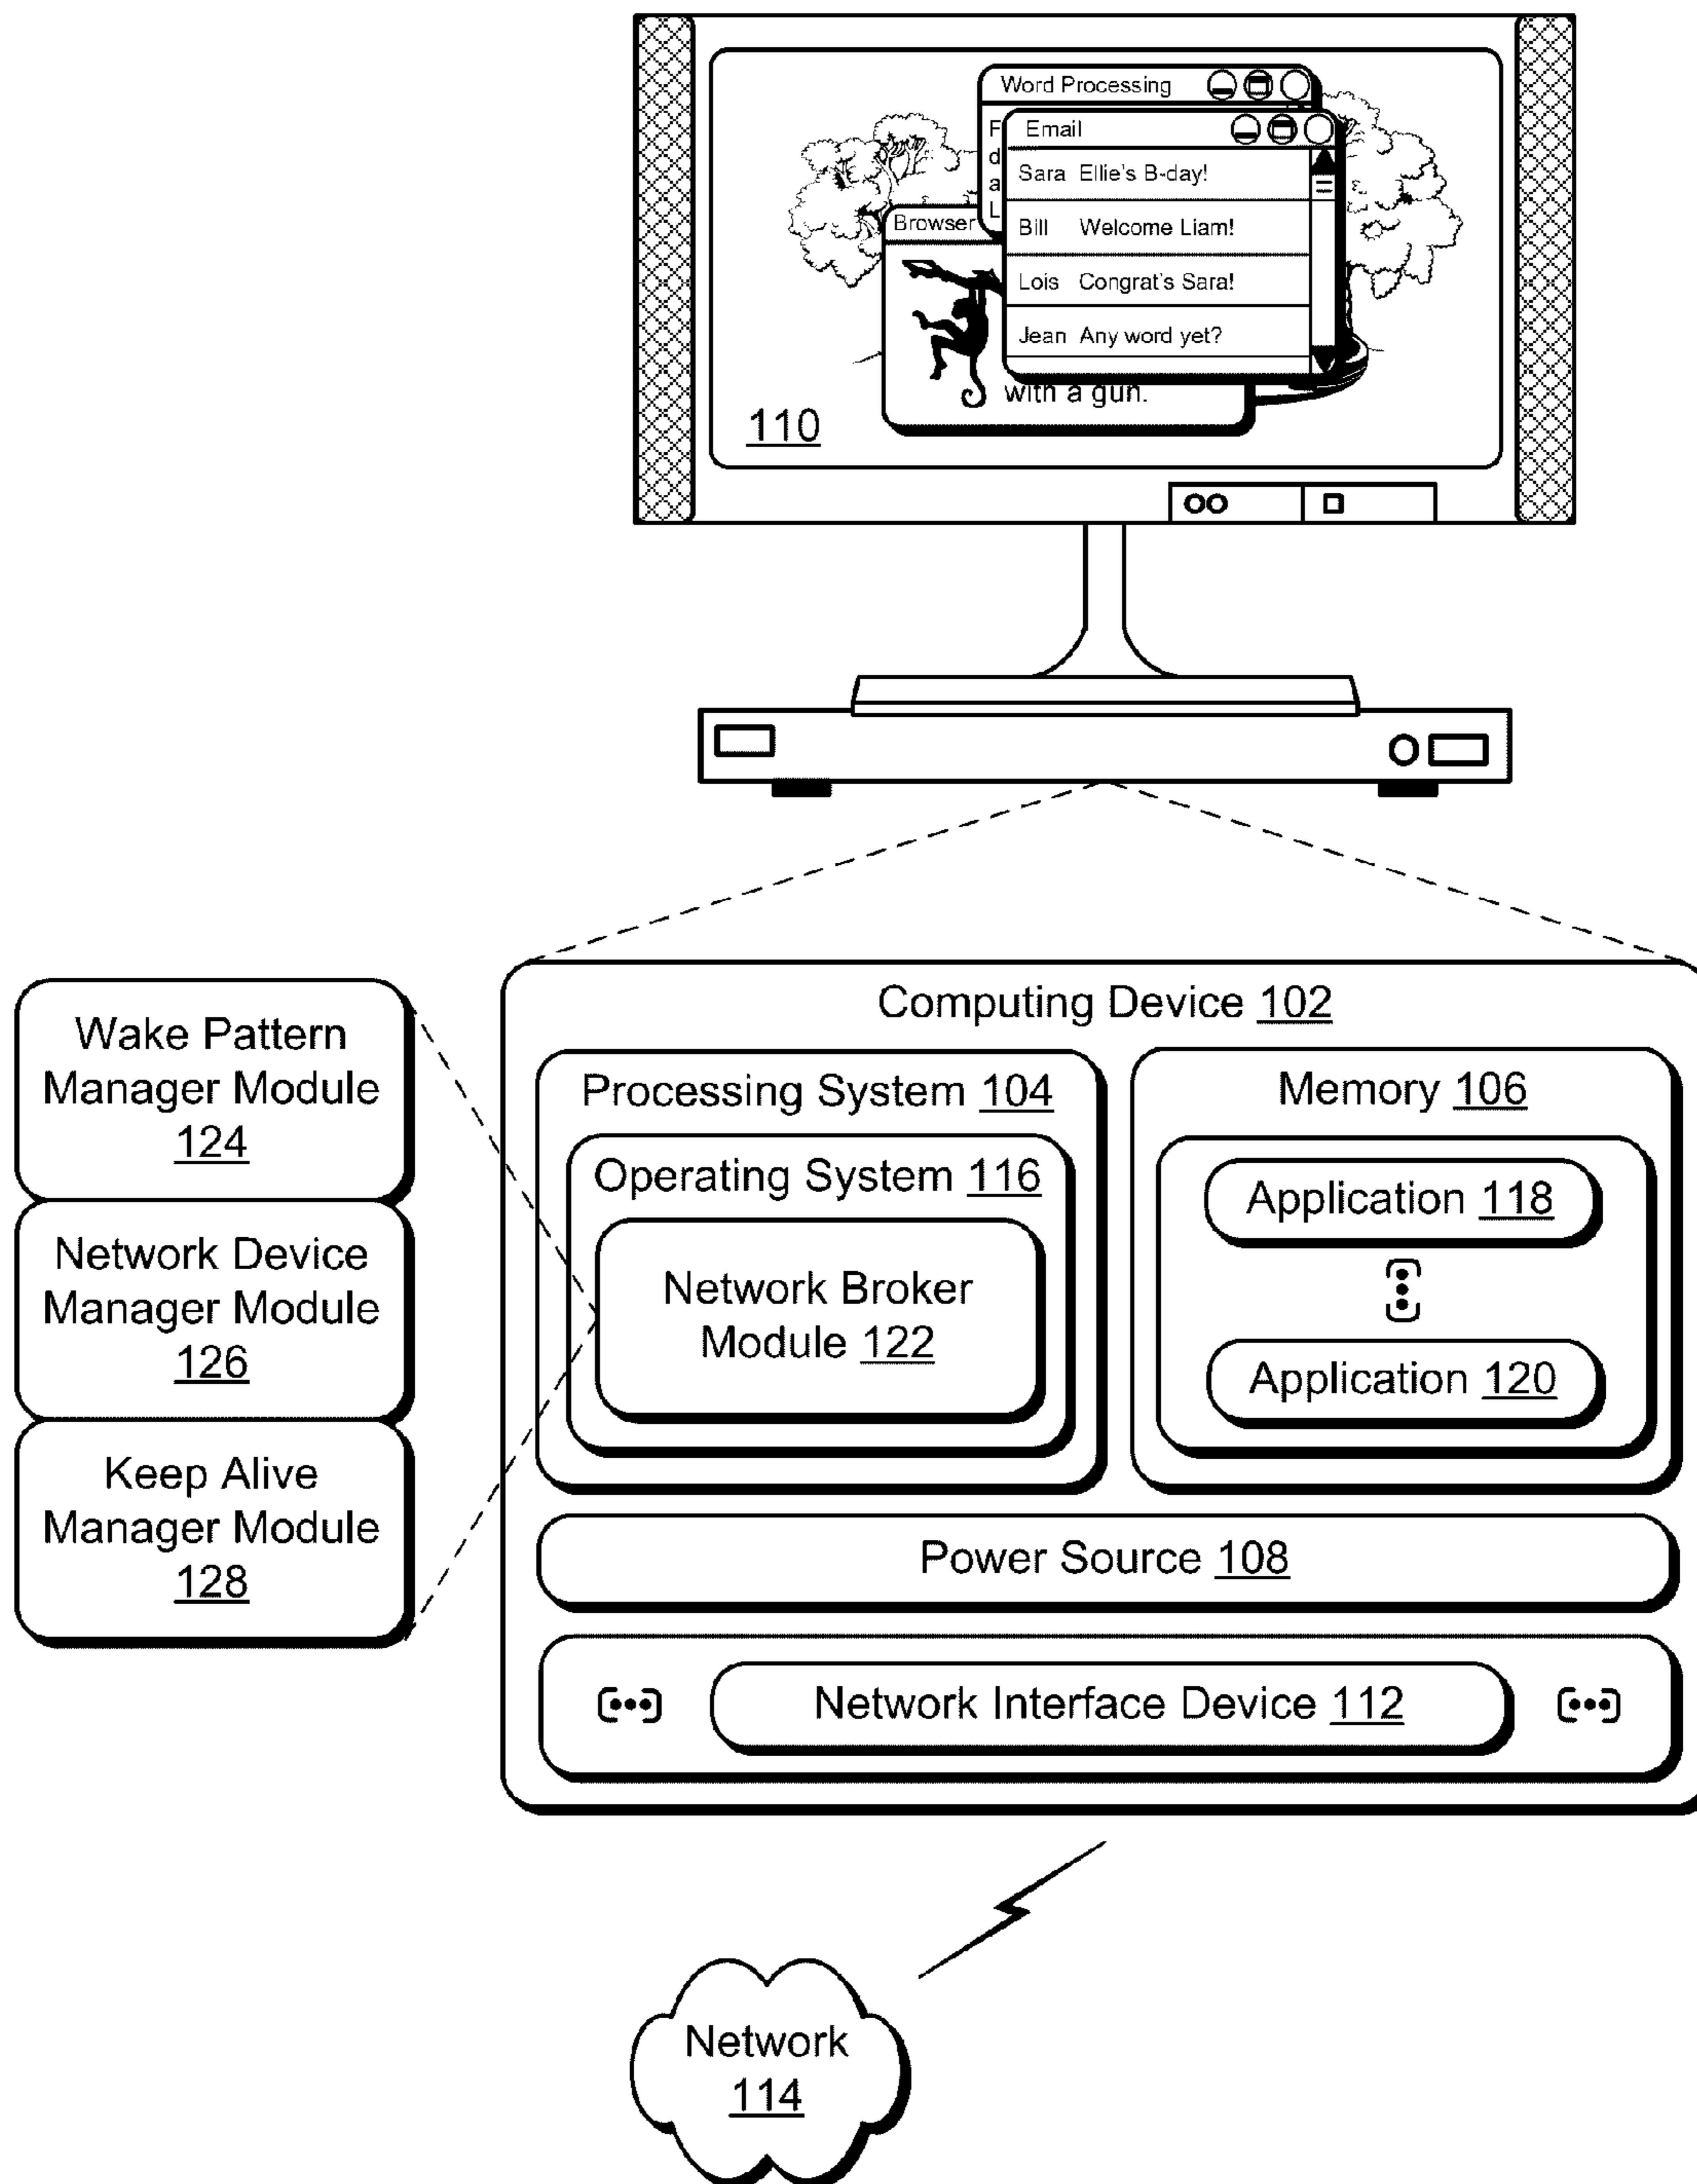 Word Processing
F
d
a
L
Email
Sara Ellie's B-day!
Bill Welcome Liam!
Lois Congrat's Sara!
Jean Any word yet?
Browser
with a gun.
110
Computing Device 102
Processing System 104
Operating System 116
Network Broker
Module 122
Memory 106
Application 118
Application 120
Power Source 108
Network Interface Device 112
Wake Pattern
Manager Module
124
Network Device
Manager Module
126
Keep Alive
Manager Module
128
Network
114